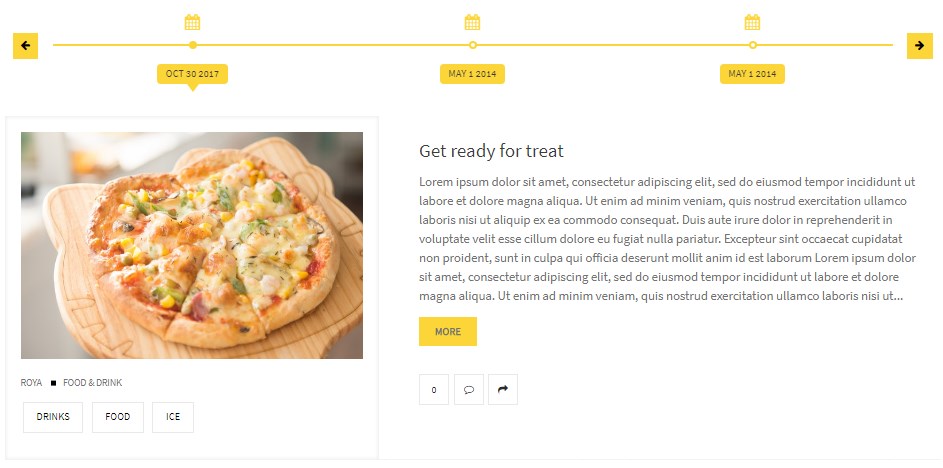 OCT 30 2017
MAY 1 2014
MAY 1 2014
Get ready for treat
Lorem ipsum dolor sit amet, consectetur adipiscing elit, sed do eiusmod tempor incididunt ut
labore et dolore magna aliqua. Ut enim ad minim veniam, quis nostrud exercitation ullamco
laboris nisi ut aliquip ex ea commodo consequat. Duis aute irure dolor in reprehenderit in
voluptate velit esse cillum dolore eu fugiat nulla pariatur. Excepteur sint occaecat cupidatat
non proident, sunt in culpa qui officia deserunt mollit anim id est laborum Lorem ipsum dolor
sit amet, consectetur adipiscing elit, sed do eiusmod tempor incididunt ut labore et dolore
magna aliqua. Ut enim ad minim veniam, quis nostrud exercitation ullamco laboris nisi ut...
MORE
0
ROYA ■ FOOD & DRINK
DRINKS
FOOD
ICE